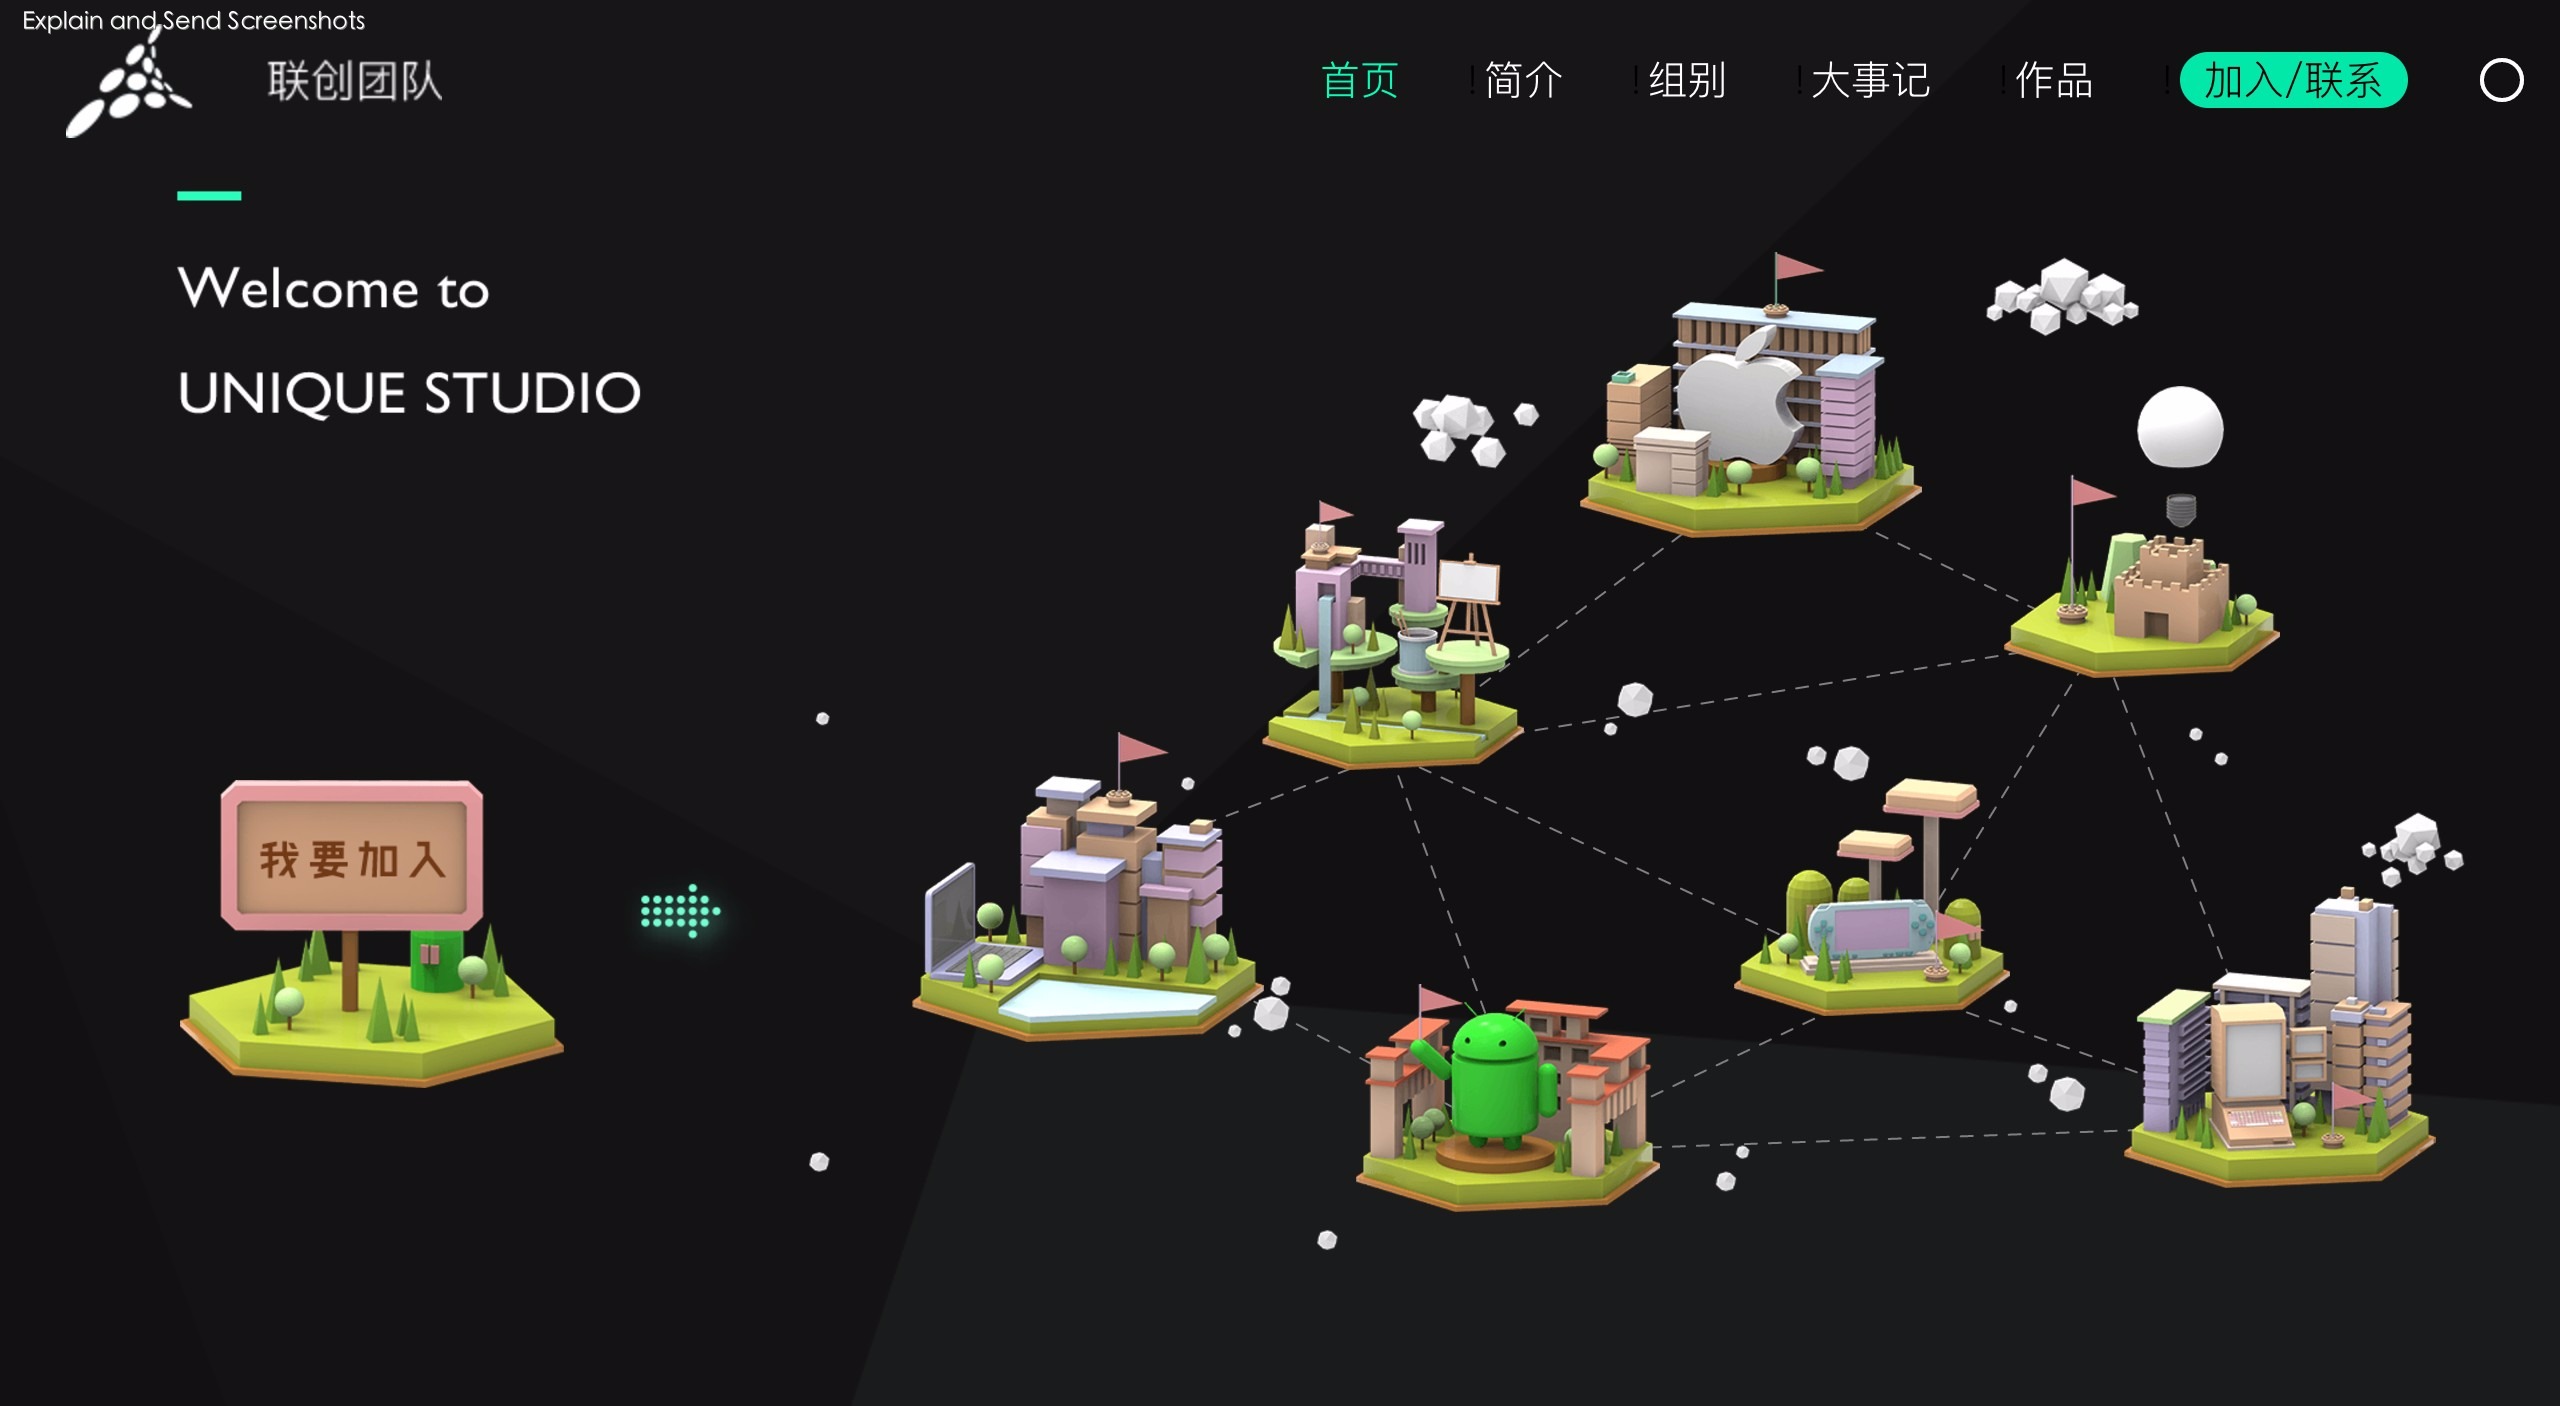 Explain and Send Screenshots
联创团队
首页
简介
组别
大事记
作品
加入/联系
Welcome to
UNIQUE STUDIO
我要加入